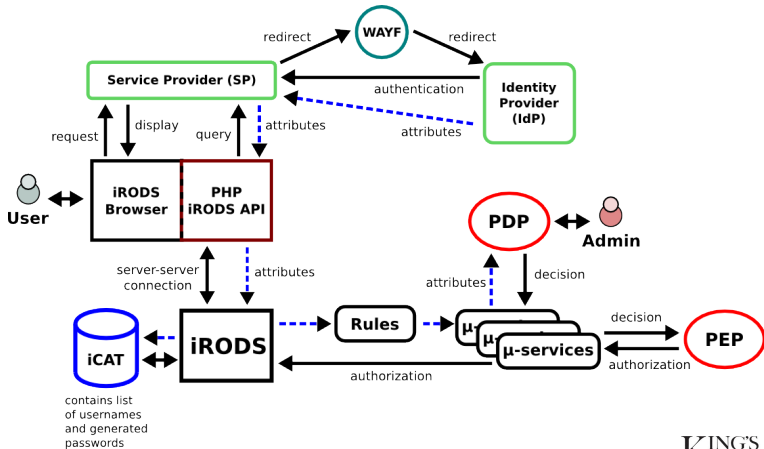 WAYF
redirect
redirect
Service Provider (SP)
authentication
Identity
Provider
(IdP)
attributes
request
display
query
attributes
iRODS
Browser
PHP
iRODS API
User
PDP
Admin
server-server
connection
attributes
attributes
decision
iCAT
iRODS
Rules
μ-
μ-
μ-services
decision
PEP
authorization
authorization
contains list
of usernames
and generated
passwords
KING'S